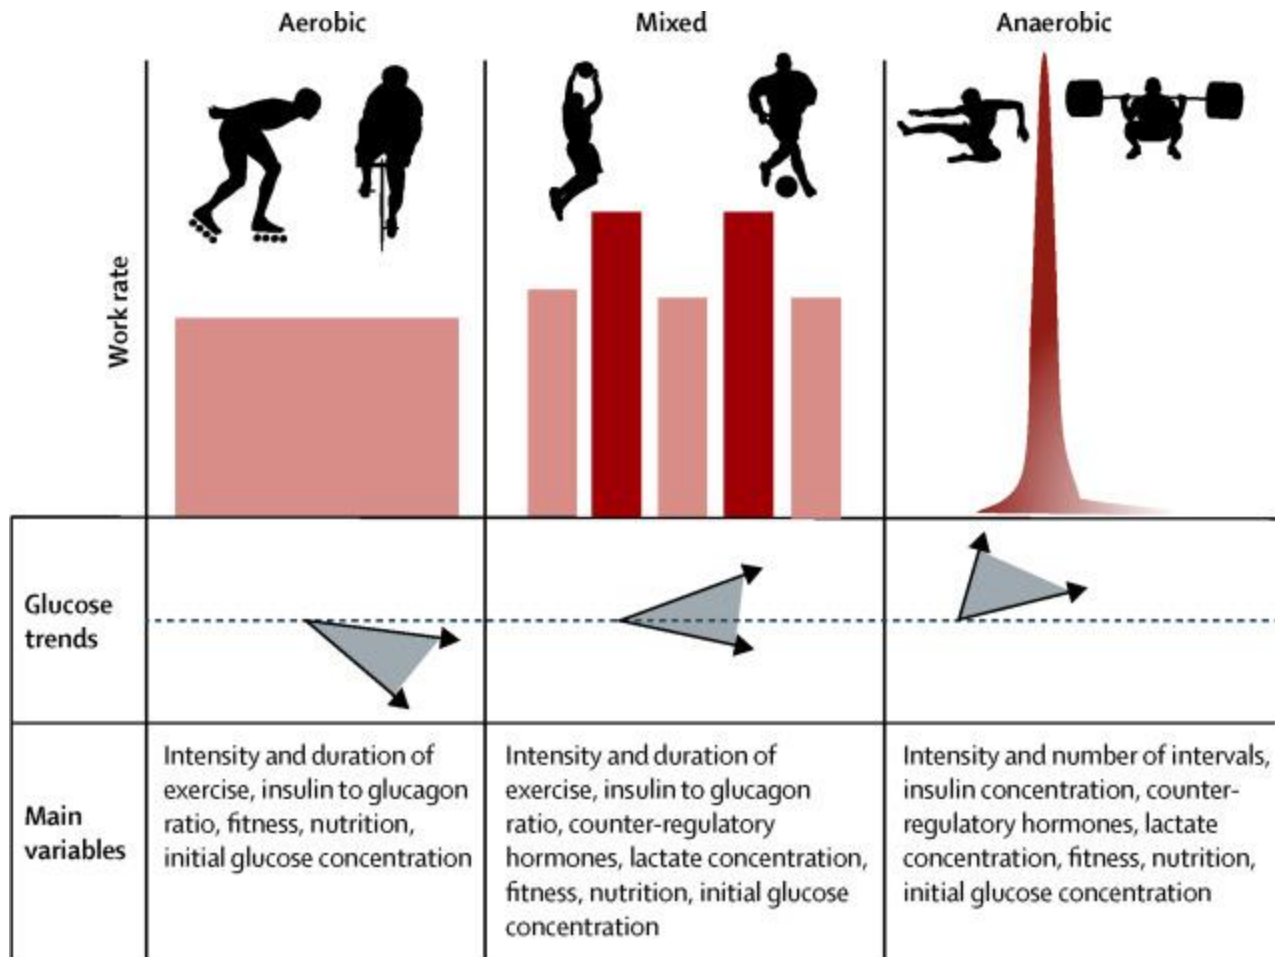 Aerobic
Mixed
Anaerobic
Work rate
Glucose
trends
Main
variables
Intensity and duration of
exercise, insulin to glucagon
ratio, fitness, nutrition,
initial glucose concentration
Intensity and duration of
exercise, insulin to glucagon
ratio, counter-regulatory
hormones, lactate concentration,
fitness, nutrition, initial glucose
concentration
Intensity and number of intervals,
insulin concentration, counter-
regulatory hormones, lactate
concentration, fitness, nutrition,
initial glucose concentration